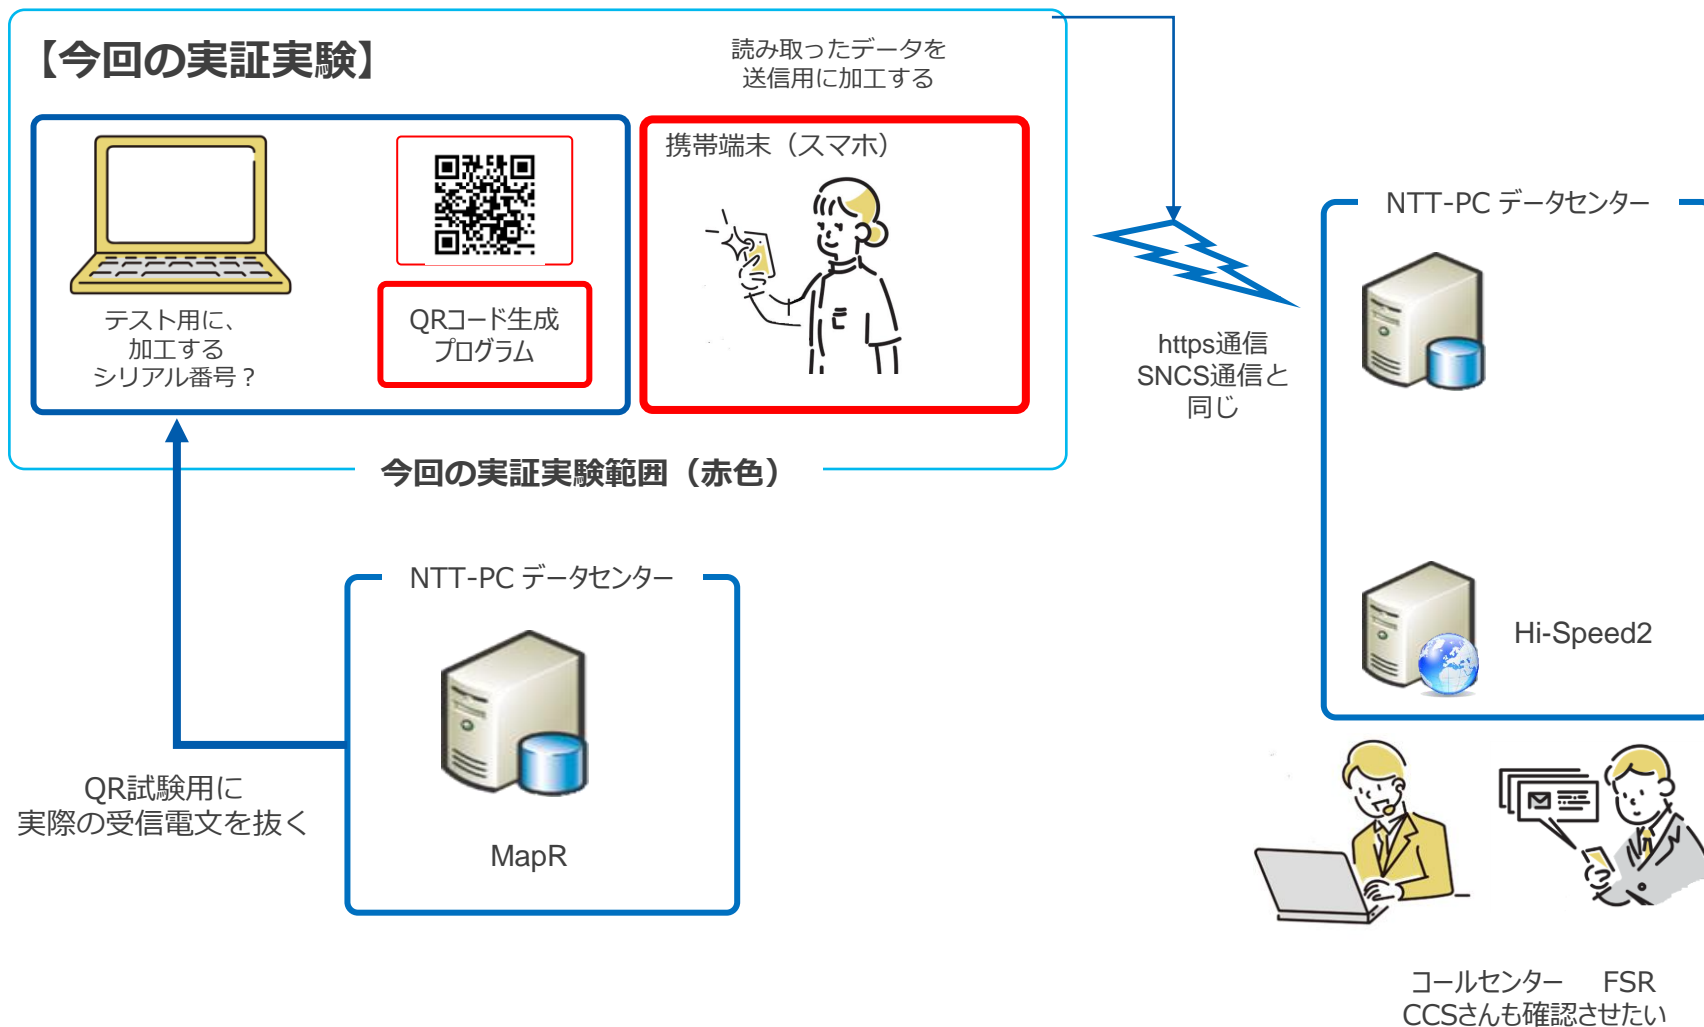 【今回の実証実験】
読み取ったデータを
送信用に加工する
携帯端末（スマホ）
テスト用に、
加工する
シリアル番号？
QRコード生成
プログラム
今回の実証実験範囲（赤色）
https通信
SNCS通信と
同じ
NTT-PC データセンター
Hi-Speed2
NTT-PC データセンター
MapR
QR試験用に
実際の受信電文を抜く
コールセンター　FSR
CCSさんも確認させたい